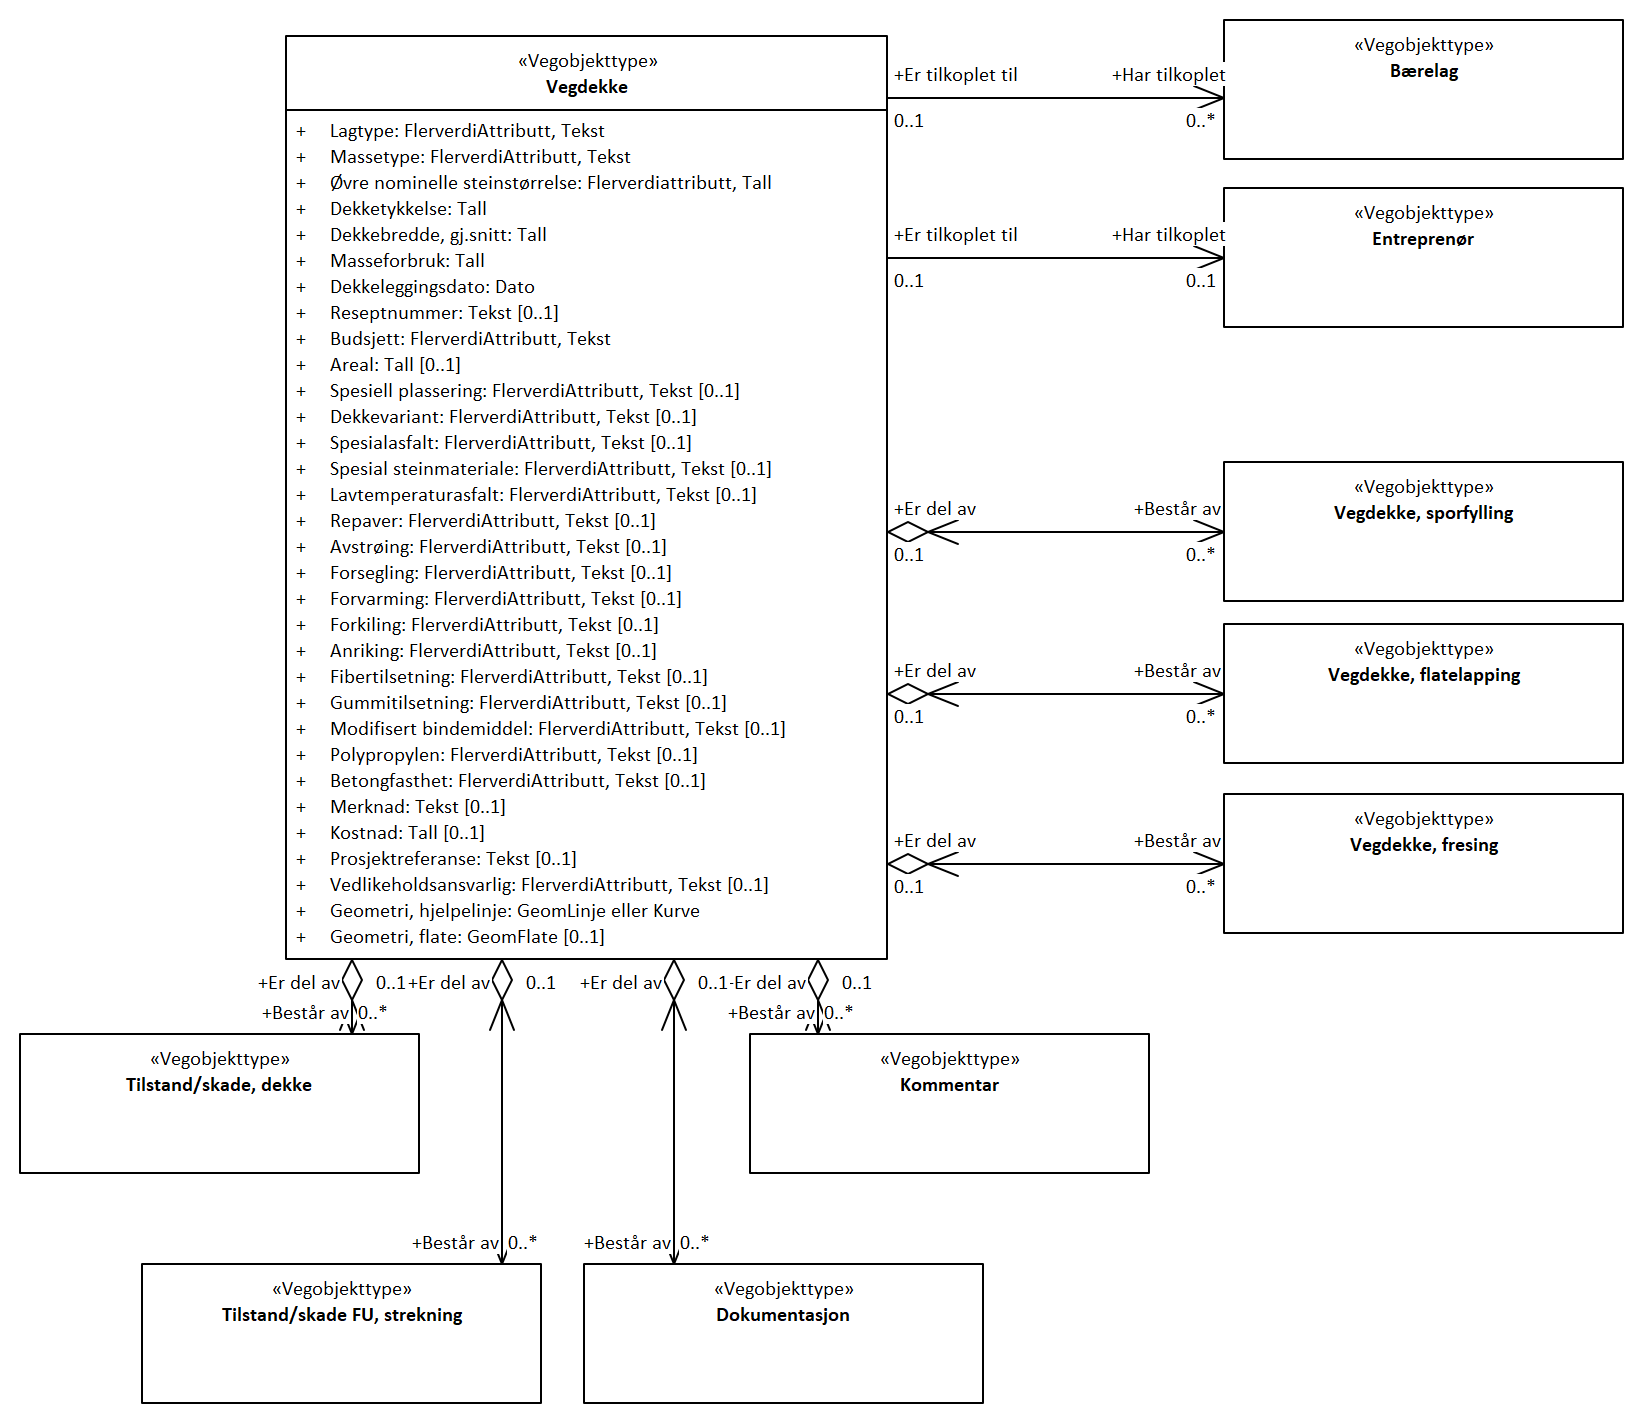 «Vegobjekttype»
Vegdekke
+ Lagtype: FlerverdiAttributt, Tekst
+ Massetype: FlerverdiAttributt, Tekst
+ Øvre nominelle steinstørrelse: Flerverdiattributt, Tall
+ Dekketykkelse: Tall
+ Dekkebredde, gj.snitt: Tall
+ Masseforbruk: Tall
+ Dekkeleggingsdato: Dato
+ Reseptnummer: Tekst [0..1]
+ Budsjett: FlerverdiAttributt, Tekst
+ Areal: Tall [0..1]
+ Spesiell plassering: FlerverdiAttributt, Tekst [0..1]
+ Dekkevariant: FlerverdiAttributt, Tekst [0..1]
+ Spesialasfalt: FlerverdiAttributt, Tekst [0..1]
+ Spesial steinmateriale: FlerverdiAttributt, Tekst [0..1]
+ Lavtemperaturasfalt: FlerverdiAttributt, Tekst [0..1]
+ Repaver: FlerverdiAttributt, Tekst [0..1]
+ Avstrøing: FlerverdiAttributt, Tekst [0..1]
+ Forsegling: FlerverdiAttributt, Tekst [0..1]
+ Forvarming: FlerverdiAttributt, Tekst [0..1]
+ Forkiling: FlerverdiAttributt, Tekst [0..1]
+ Anriking: FlerverdiAttributt, Tekst [0..1]
+ Fibertilsetning: FlerverdiAttributt, Tekst [0..1]
+ Gummitilsetning: FlerverdiAttributt, Tekst [0..1]
+ Modifisert bindemiddel: FlerverdiAttributt, Tekst [0..1]
+ Polypropylen: FlerverdiAttributt, Tekst [0..1]
+ Betongfasthet: FlerverdiAttributt, Tekst [0..1]
+ Merknad: Tekst [0..1]
+ Kostnad: Tall [0..1]
+ Prosjektreferanse: Tekst [0..1]
+ Vedlikeholdsansvarlig: FlerverdiAttributt, Tekst [0..1]
+ Geometri, hjelpelinje: GeomLinje eller Kurve
+ Geometri, flate: GeomFlate [0..1]
+Er tilkoplet til +Har tilkoplet
0..1 0..*
«Vegobjekttype»
Bærelag
+Er tilkoplet til +Har tilkoplet
0..1 0..1
«Vegobjekttype»
Entreprenør
+Er del av +Består av
0..1 0..*
«Vegobjekttype»
Vegdekke, sporfylling
+Er del av +Består av
0..1 0..*
«Vegobjekttype»
Vegdekke, flatelapping
+Er del av +Består av
0..1 0..*
«Vegobjekttype»
Vegdekke, fresing
+Er del av 0..1 +Er del av 0..1 +Er del av 0..1 -Er del av 0..1
+Består av 0..* +Består av 0..*
«Vegobjekttype»
Tilstand/skade, dekke
«Vegobjekttype»
Kommentar
+Består av 0..* +Består av 0..*
«Vegobjekttype»
Tilstand/skade FU, strekning
«Vegobjekttype»
Dokumentasjon